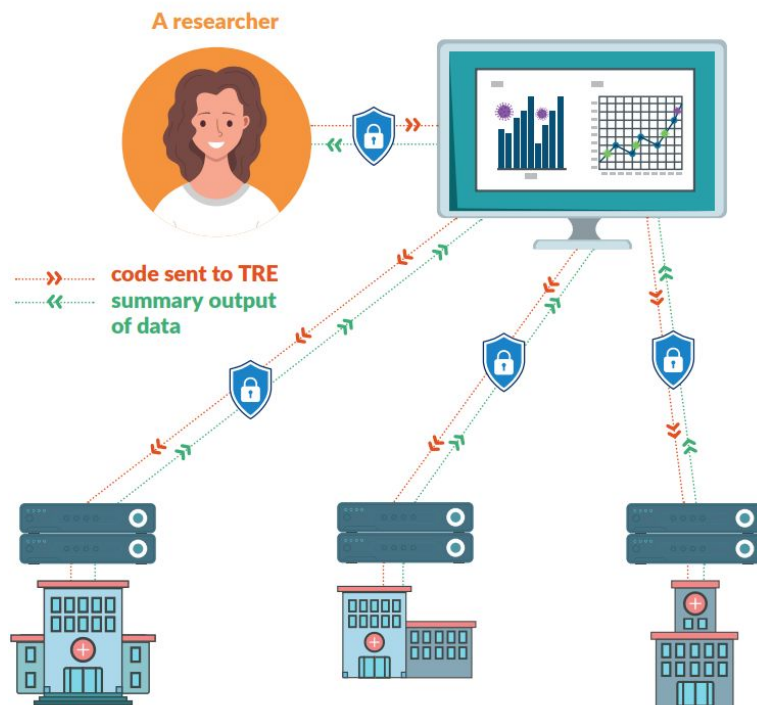 A researcher
code sent to TRE
summary output
of data